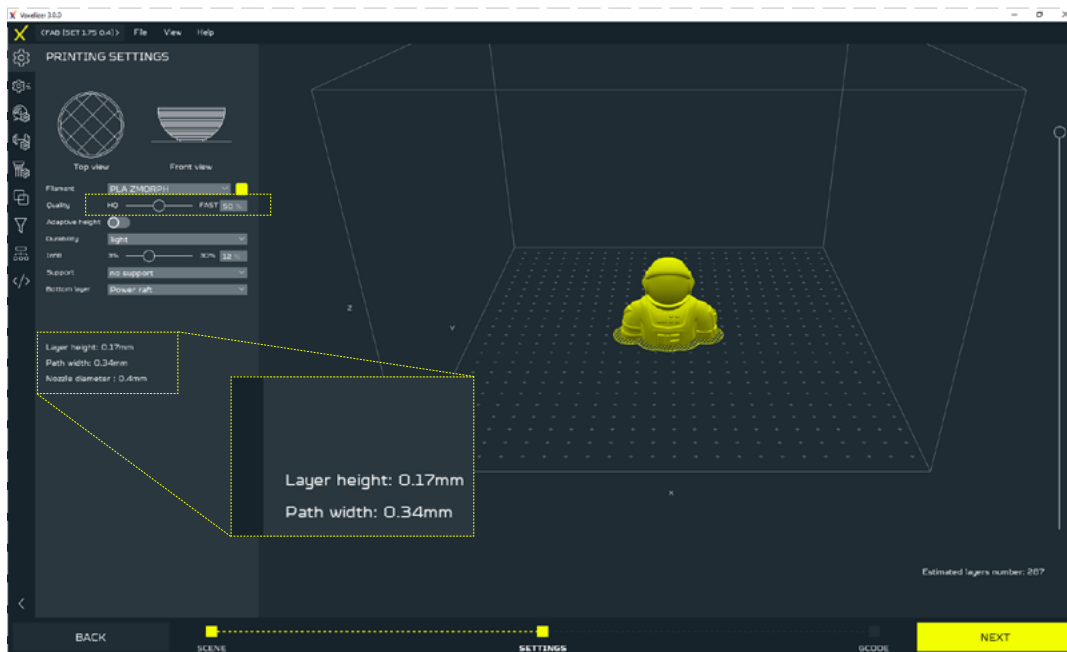 Voxelizer 3.0.0
(FAB [SET 1.75 0.4]) File View Help
PRINTING SETTINGS
Top view Front view
Filament PLA ZMORPH
Quality HQ FAST 50 %
Adaptive height
Durability light
Infill 3% 30% 12 %
Support no support
Bottom layer Power raft
Z
Y
Layer height: 0.17mm
Path width: 0.34mm
Nozzle diameter : 0.4mm
Layer height: 0.17mm
Path width: 0.34mm
X
Estimated layers number: 287
BACK
SCENE
SETTINGS
GCODE
NEXT